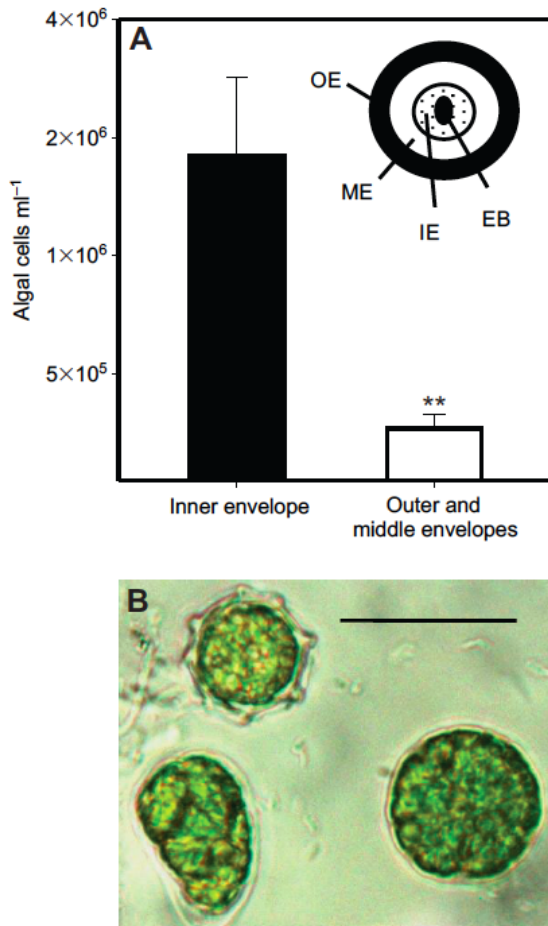 A
4×10⁶
2×10⁶
1×10⁶
5×10⁵
Algal cells ml⁻¹
OE
ME
IE
EB
**
Inner envelope
Outer and
middle envelopes
B